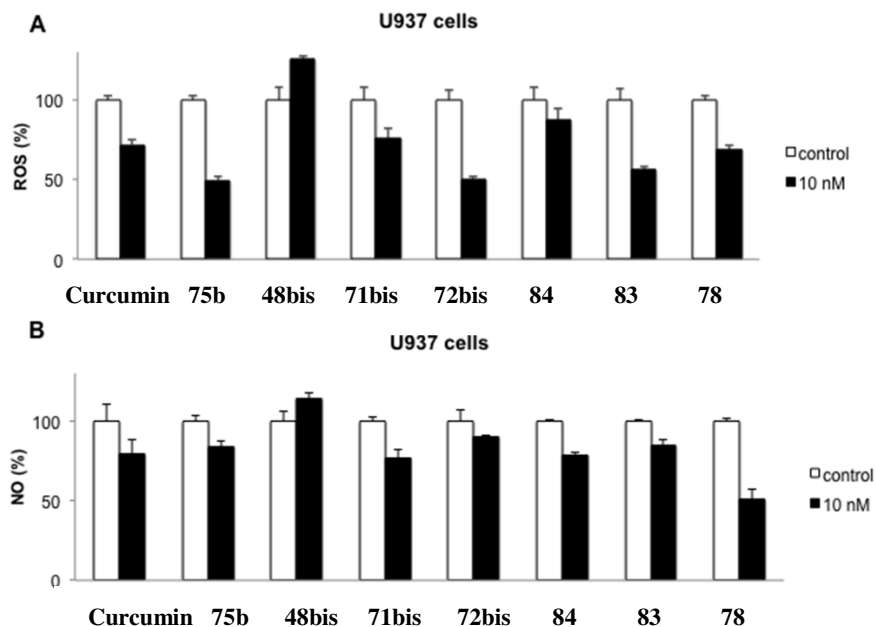 A
U937 cells
ROS (%)
100
50
0
control
10 nM
Curcumin 75b 48bis 71bis 72bis 84 83 78
B
U937 cells
NO (%)
100
50
0
control
10 nM
Curcumin 75b 48bis 71bis 72bis 84 83 78